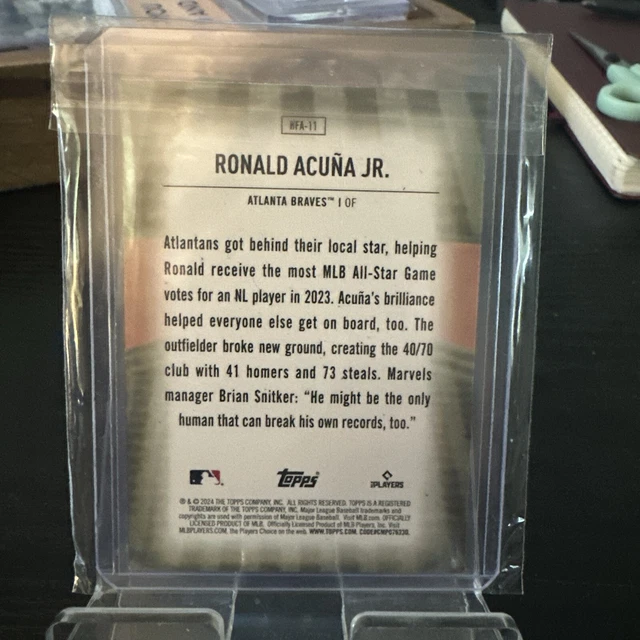 HFA-11
RONALD ACUÑA JR.
ATLANTA BRAVES™ | OF
Atlantans got behind their local star, helping
Ronald receive the most MLB All-Star Game
votes for an NL player in 2023. Acuña's brilliance
helped everyone else get on board, too. The
outfielder broke new ground, creating the 40/70
club with 41 homers and 73 steals. Marvels
manager Brian Snitker: “He might be the only
human that can break his own records, too.”
topps®
PLAYERS
® & © 2024 THE TOPPS COMPANY, INC. ALL RIGHTS RESERVED. TOPPS IS A REGISTERED
TRADEMARK OF THE TOPPS COMPANY, INC. Major League Baseball trademarks and
copyrights are used with permission of Major League Baseball. Visit MLB.com. OFFICIALLY
LICENSED PRODUCT OF MLB. Officially Licensed Product of MLB Players, Inc. Visit
MLBPLAYERS.COM, the Players Choice on the web. WWW.TOPPS.COM. CODE#CMP076330.